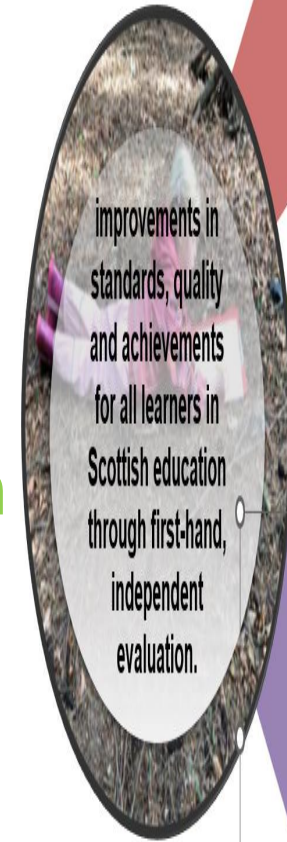 improvements in
standards, quality
and achievements
for all learners in
Scottish education
through first-hand,
independent
evaluation.